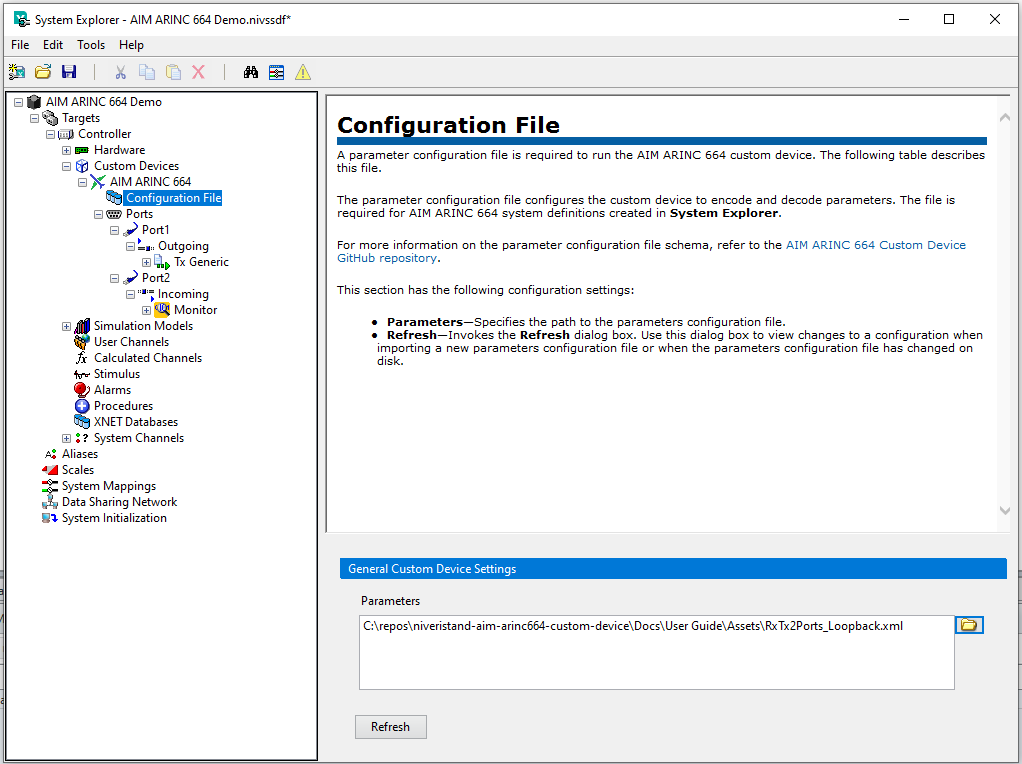 System Explorer - AIM ARINC 664 Demo.nivssdf*
File Edit Tools Help
AIM ARINC 664 Demo
Targets
Controller
Hardware
Custom Devices
AIM ARINC 664
Configuration File
Ports
Port1
Outgoing
Tx Generic
Port2
Incoming
Monitor
Simulation Models
User Channels
fx Calculated Channels
Stimulus
Alarms
Procedures
XNET Databases
? System Channels
Aliases
Scales
System Mappings
Data Sharing Network
System Initialization
Configuration File
A parameter configuration file is required to run the AIM ARINC 664 custom device. The following table describes
this file.
The parameter configuration file configures the custom device to encode and decode parameters. The file is
required for AIM ARINC 664 system definitions created in System Explorer.
For more information on the parameter configuration file schema, refer to the AIM ARINC 664 Custom Device
GitHub repository.
This section has the following configuration settings:
• Parameters—Specifies the path to the parameters configuration file.
• Refresh—Invokes the Refresh dialog box. Use this dialog box to view changes to a configuration when
importing a new parameters configuration file or when the parameters configuration file has changed on
disk.
General Custom Device Settings
Parameters
C:\repos\niveristand-aim-arinc664-custom-device\Docs\User Guide\Assets\RxTx2Ports_Loopback.xml
Refresh